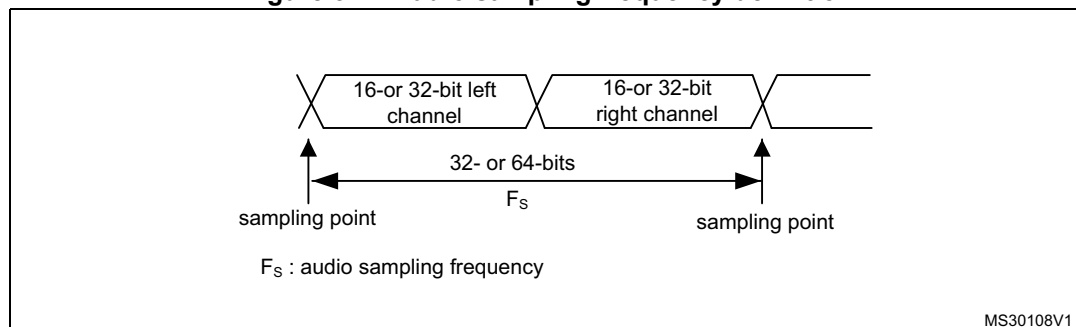 16-or 32-bit left
channel
16-or 32-bit
right channel
32- or 64-bits
FS
sampling point
sampling point
FS : audio sampling frequency
MS30108V1